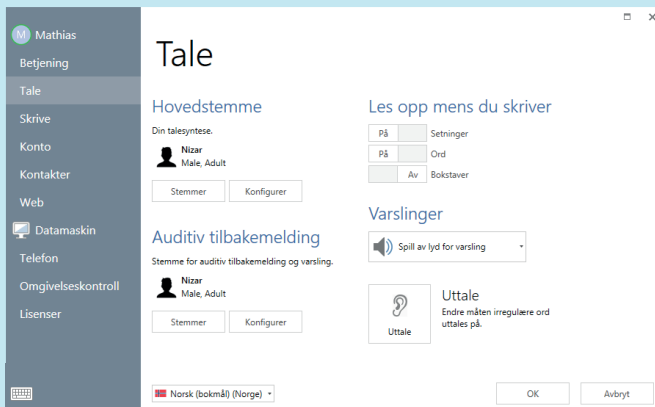 M Mathias
Betjening
Tale
Skrive
Konto
Kontakter
Web
Datamaskin
Telefon
Omgivelseskontroll
Lisenser
Tale
Hovedstemme
Din talesyntese.
Nizar
Male, Adult
Stemmer Konfigurer
Auditiv tilbakemelding
Stemme for auditiv tilbakemelding og varsling.
Nizar
Male, Adult
Stemmer Konfigurer
Norsk (bokmål) (Norge)
Les opp mens du skriver
På Setninger
På Ord
Av Bokstaver
Varslinger
Spill av lyd for varsling
Uttale
Uttale
Endre måten irregulære ord
uttales på.
OK Avbryt